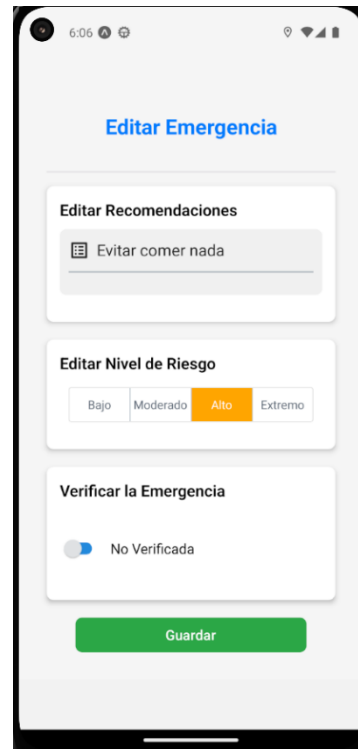 6:06
Editar Emergencia
Editar Recomendaciones
Evitar comer nada
Editar Nivel de Riesgo
Bajo Moderado Alto Extremo
Verificar la Emergencia
No Verificada
Guardar